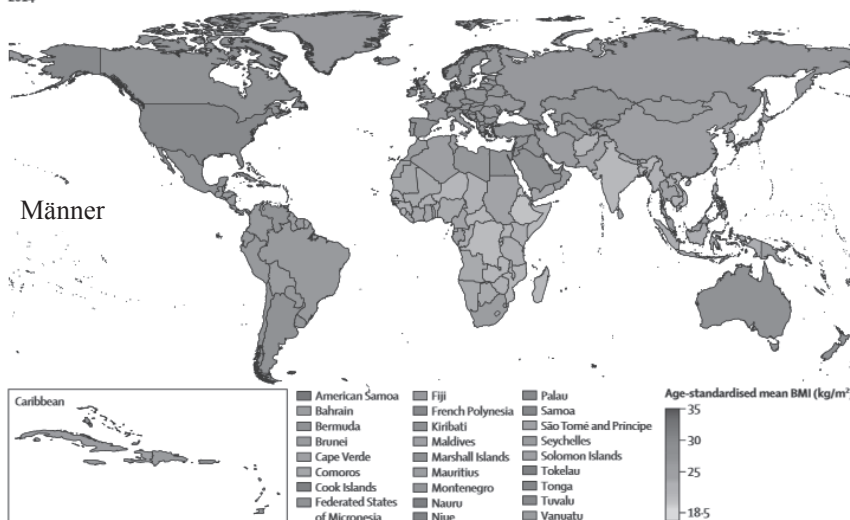 Männer
Caribbean
American Samoa
Bahrain
Bermuda
Brunei
Cape Verde
Comoros
Cook Islands
Federated States
of Micronesia
Fiji
French Polynesia
Kiribati
Maldives
Marshall Islands
Mauritius
Montenegro
Nauru
Niue
Palau
Samoa
São Tomé and Príncipe
Seychelles
Solomon Islands
Tokelau
Tonga
Tuvalu
Vanuatu
Age-standardised mean BMI (kg/m²)
35
30
25
18·5